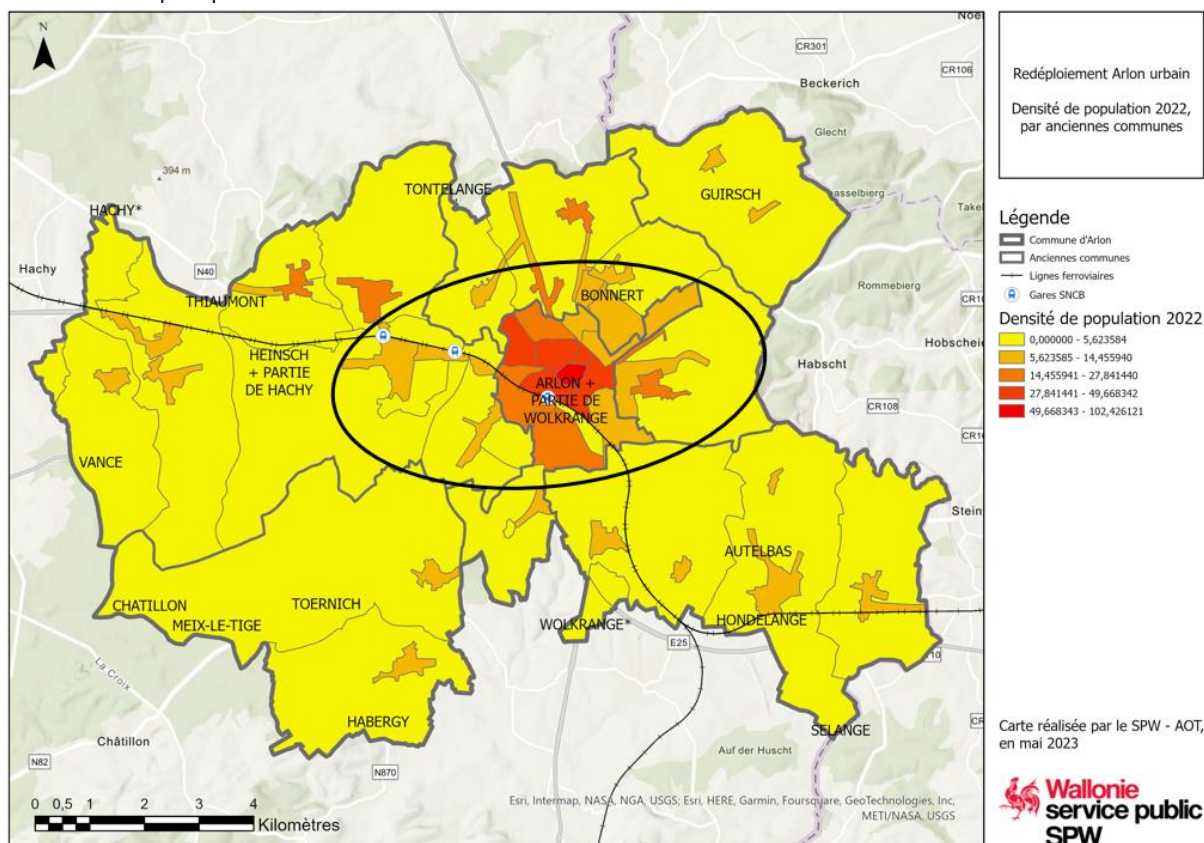 Redéploiement Arlon urbain
Densité de population 2022,
par anciennes communes
N
CR301
Beckerich
CR106
Glecht
394 m
TONTELANGE
GUIRSCH
HACHY*
Hachy
N40
THIAUMONT
BONNERT
Rommebierg
HEINSCH
+ PARTIE
DE HACHY
Habscht
ARLON +
PARTIE DE
WOLKRANGE
CR108
VANCE
AUTELBAS
CHATILLON
TOERNICH
MEIX-LE-TIGE
WOLKRANGE*
HONDELANGE
E25
La Croix
HABERGY
SELANGE
Châtillon
Auf der Huscht
N82
N870
0 0,5 1 2 3 4
Kilomètres
Esri, Intermap, NASA, NGA, USGS; Esri, HERE, Garmin, Foursquare, GeoTechnologies, Inc,
METI/NASA, USGS
Légende
Commune d'Arlon
Anciennes communes
Lignes ferroviaires
Gares SNCB
Densité de population 2022
0,000000 - 5,623584
5,623585 - 14,455940
14,455941 - 27,841440
27,841441 - 49,668342
49,668343 - 102,426121
Carte réalisée par le SPW - AOT,
en mai 2023
Wallonie
service public
SPW